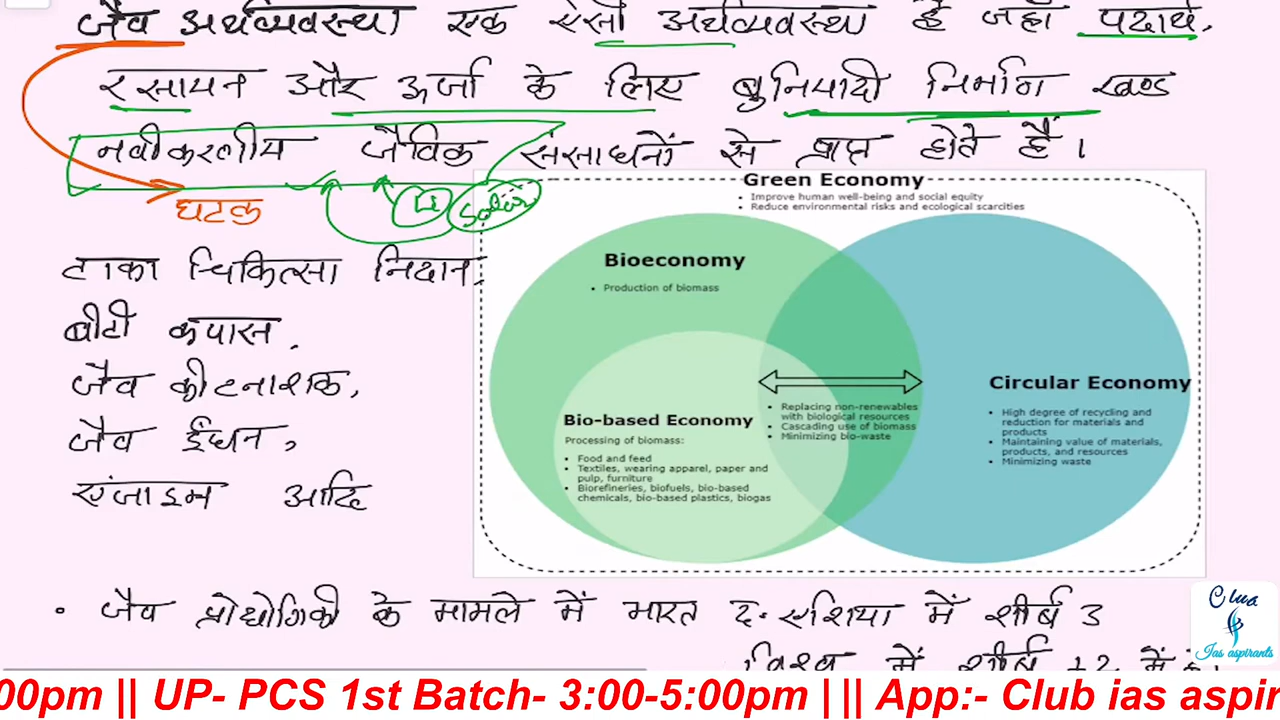 जैव अर्थव्यवस्था एक ऐसी अर्थव्यवस्था है जहाँ पदार्थ,
रसायन और ऊर्जा के लिए बुनियादी निर्माण खण्ड
नवीकरणीय जैविक संसाधनों से प्राप्त होते हैं।
घटक
Solar
टीका चिकित्सा निदान,
बीटी कपास,
जैव कीटनाशक,
जैव ईंधन,
एंजाइम आदि
Green Economy
• Improve human well-being and social equity
• Reduce environmental risks and ecological scarcities
Bioeconomy
• Production of biomass
Bio-based Economy
Processing of biomass:
• Food and feed
• Textiles, wearing apparel, paper and
pulp, furniture
• Biorefineries, biofuels, bio-based
chemicals, bio-based plastics, biogas
• Replacing non-renewables
with biological resources
• Cascading use of biomass
• Minimizing bio-waste
Circular Economy
• High degree of recycling and
reduction for materials and
products
• Maintaining value of materials,
products, and resources
• Minimizing waste
• जैव प्रोद्योगिकी के मामले में भारत द. एशिया में शीर्ष 3
विश्व में शीर्ष 12 में
Club
Ias aspirants
00pm || UP- PCS 1st Batch- 3:00-5:00pm | || App:- Club ias aspir